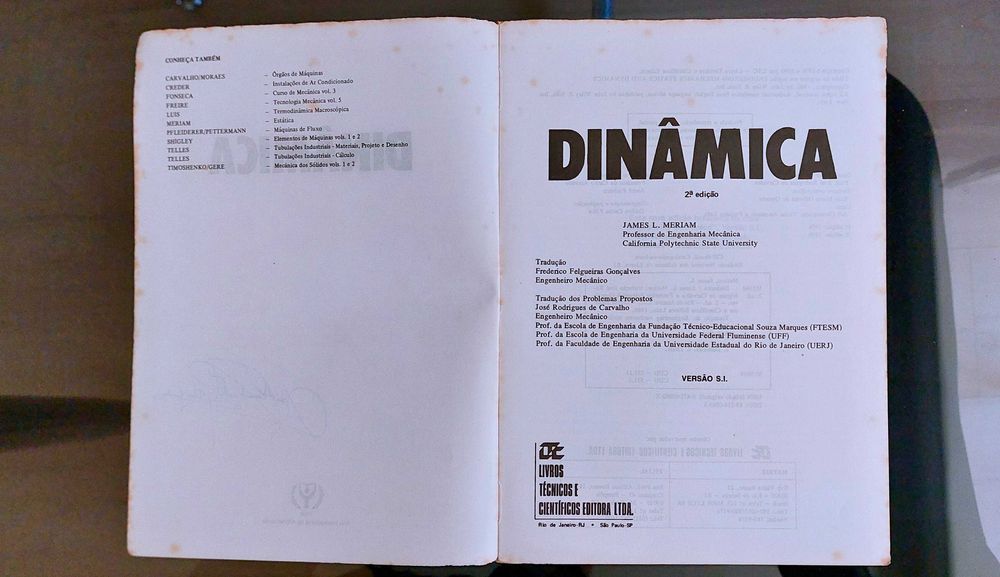 CONHEÇA TAMBÉM
CARVALHO/MORAES – Órgãos de Máquinas
CREDER – Instalações de Ar Condicionado
FONSECA – Curso de Mecânica vol. 3
FREIRE – Tecnologia Mecânica vol. 5
LUIS – Termodinâmica Macroscópica
MERIAM – Estática
PFLEIDERER/PETTERMANN – Máquinas de Fluxo
SHIGLEY – Elementos de Máquinas vols. 1 e 2
TELLES – Tubulações Industriais - Materiais, Projeto e Desenho
TELLES – Tubulações Industriais - Cálculo
TIMOSHENKO/GERE – Mecânica dos Sólidos vols. 1 e 2
DINÂMICA
2ª edição
JAMES L. MERIAM
Professor de Engenharia Mecânica
California Polytechnic State University
Tradução
Frederico Felgueiras Gonçalves
Engenheiro Mecânico
Tradução dos Problemas Propostos
José Rodrigues de Carvalho
Engenheiro Mecânico
Prof. da Escola de Engenharia da Fundação Técnico-Educacional Souza Marques (FTESM)
Prof. da Escola de Engenharia da Universidade Federal Fluminense (UFF)
Prof. da Faculdade de Engenharia da Universidade Estadual do Rio de Janeiro (UERJ)
VERSÃO S.I.
LIVROS
TÉCNICOS E
CIENTÍFICOS EDITORA LTDA.
Rio de Janeiro-RJ • São Paulo-SP